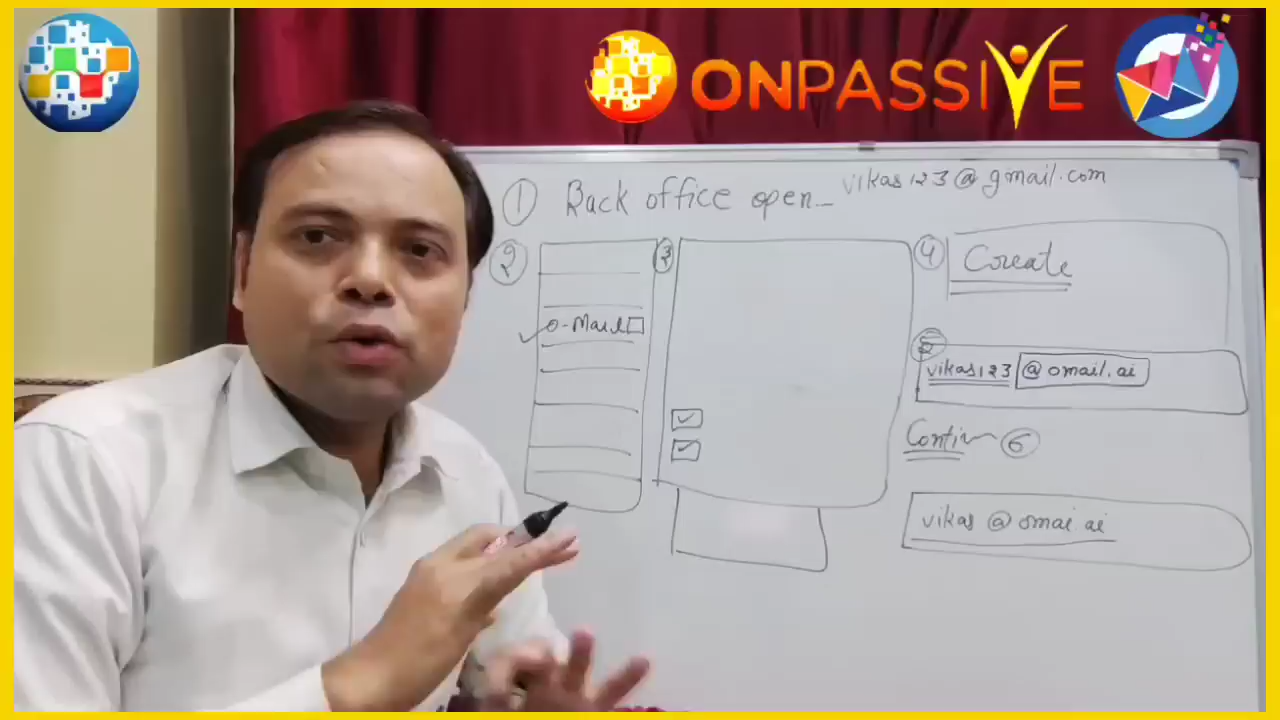 ONPASSIVE
① Back office open_ vikas123@gmail.com
②
o-Mail
③
④ Create
⑤
vikas123 @omail.ai
Contin ⑥
vikas @omai ai